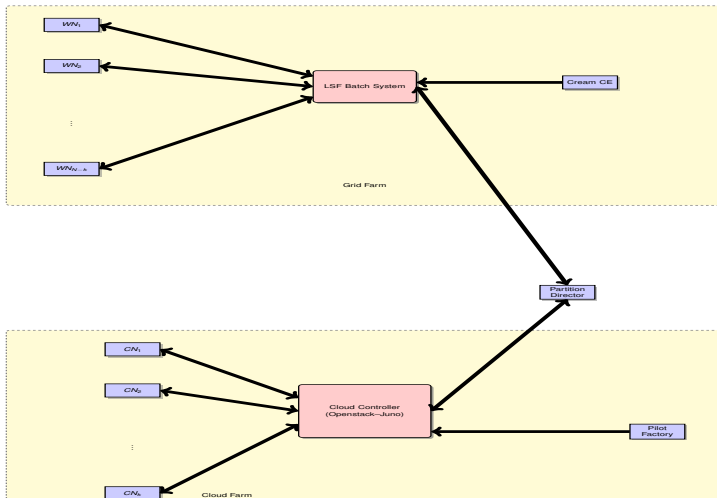 WN₁
WN₂
LSF Batch System
Cream CE
⋮
WN_{N−k}
Grid Farm
Partition
Director
CN₁
CN₂
Cloud Controller
(Openstack–Juno)
Pilot
Factory
⋮
CNₖ
Cloud Farm